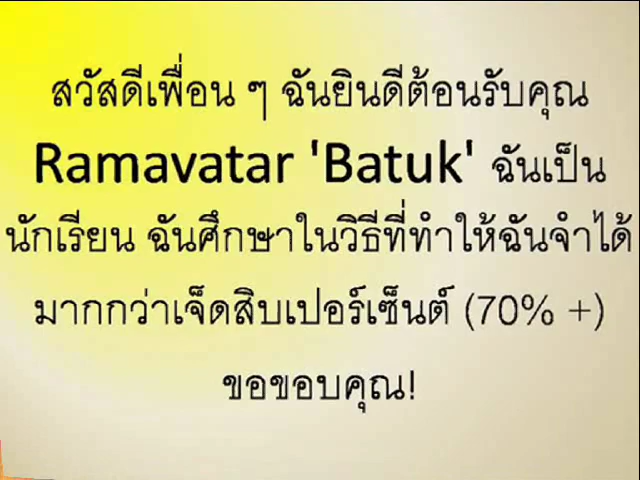 สวัสดีเพื่อน ๆ ฉันยินดีต้อนรับคุณ
Ramavatar 'Batuk' ฉันเป็น
นักเรียน ฉันศึกษาในวิธีที่ทำให้ฉันจำได้
มากกว่าเจ็ดสิบเปอร์เซ็นต์ (70% +)
ขอขอบคุณ!